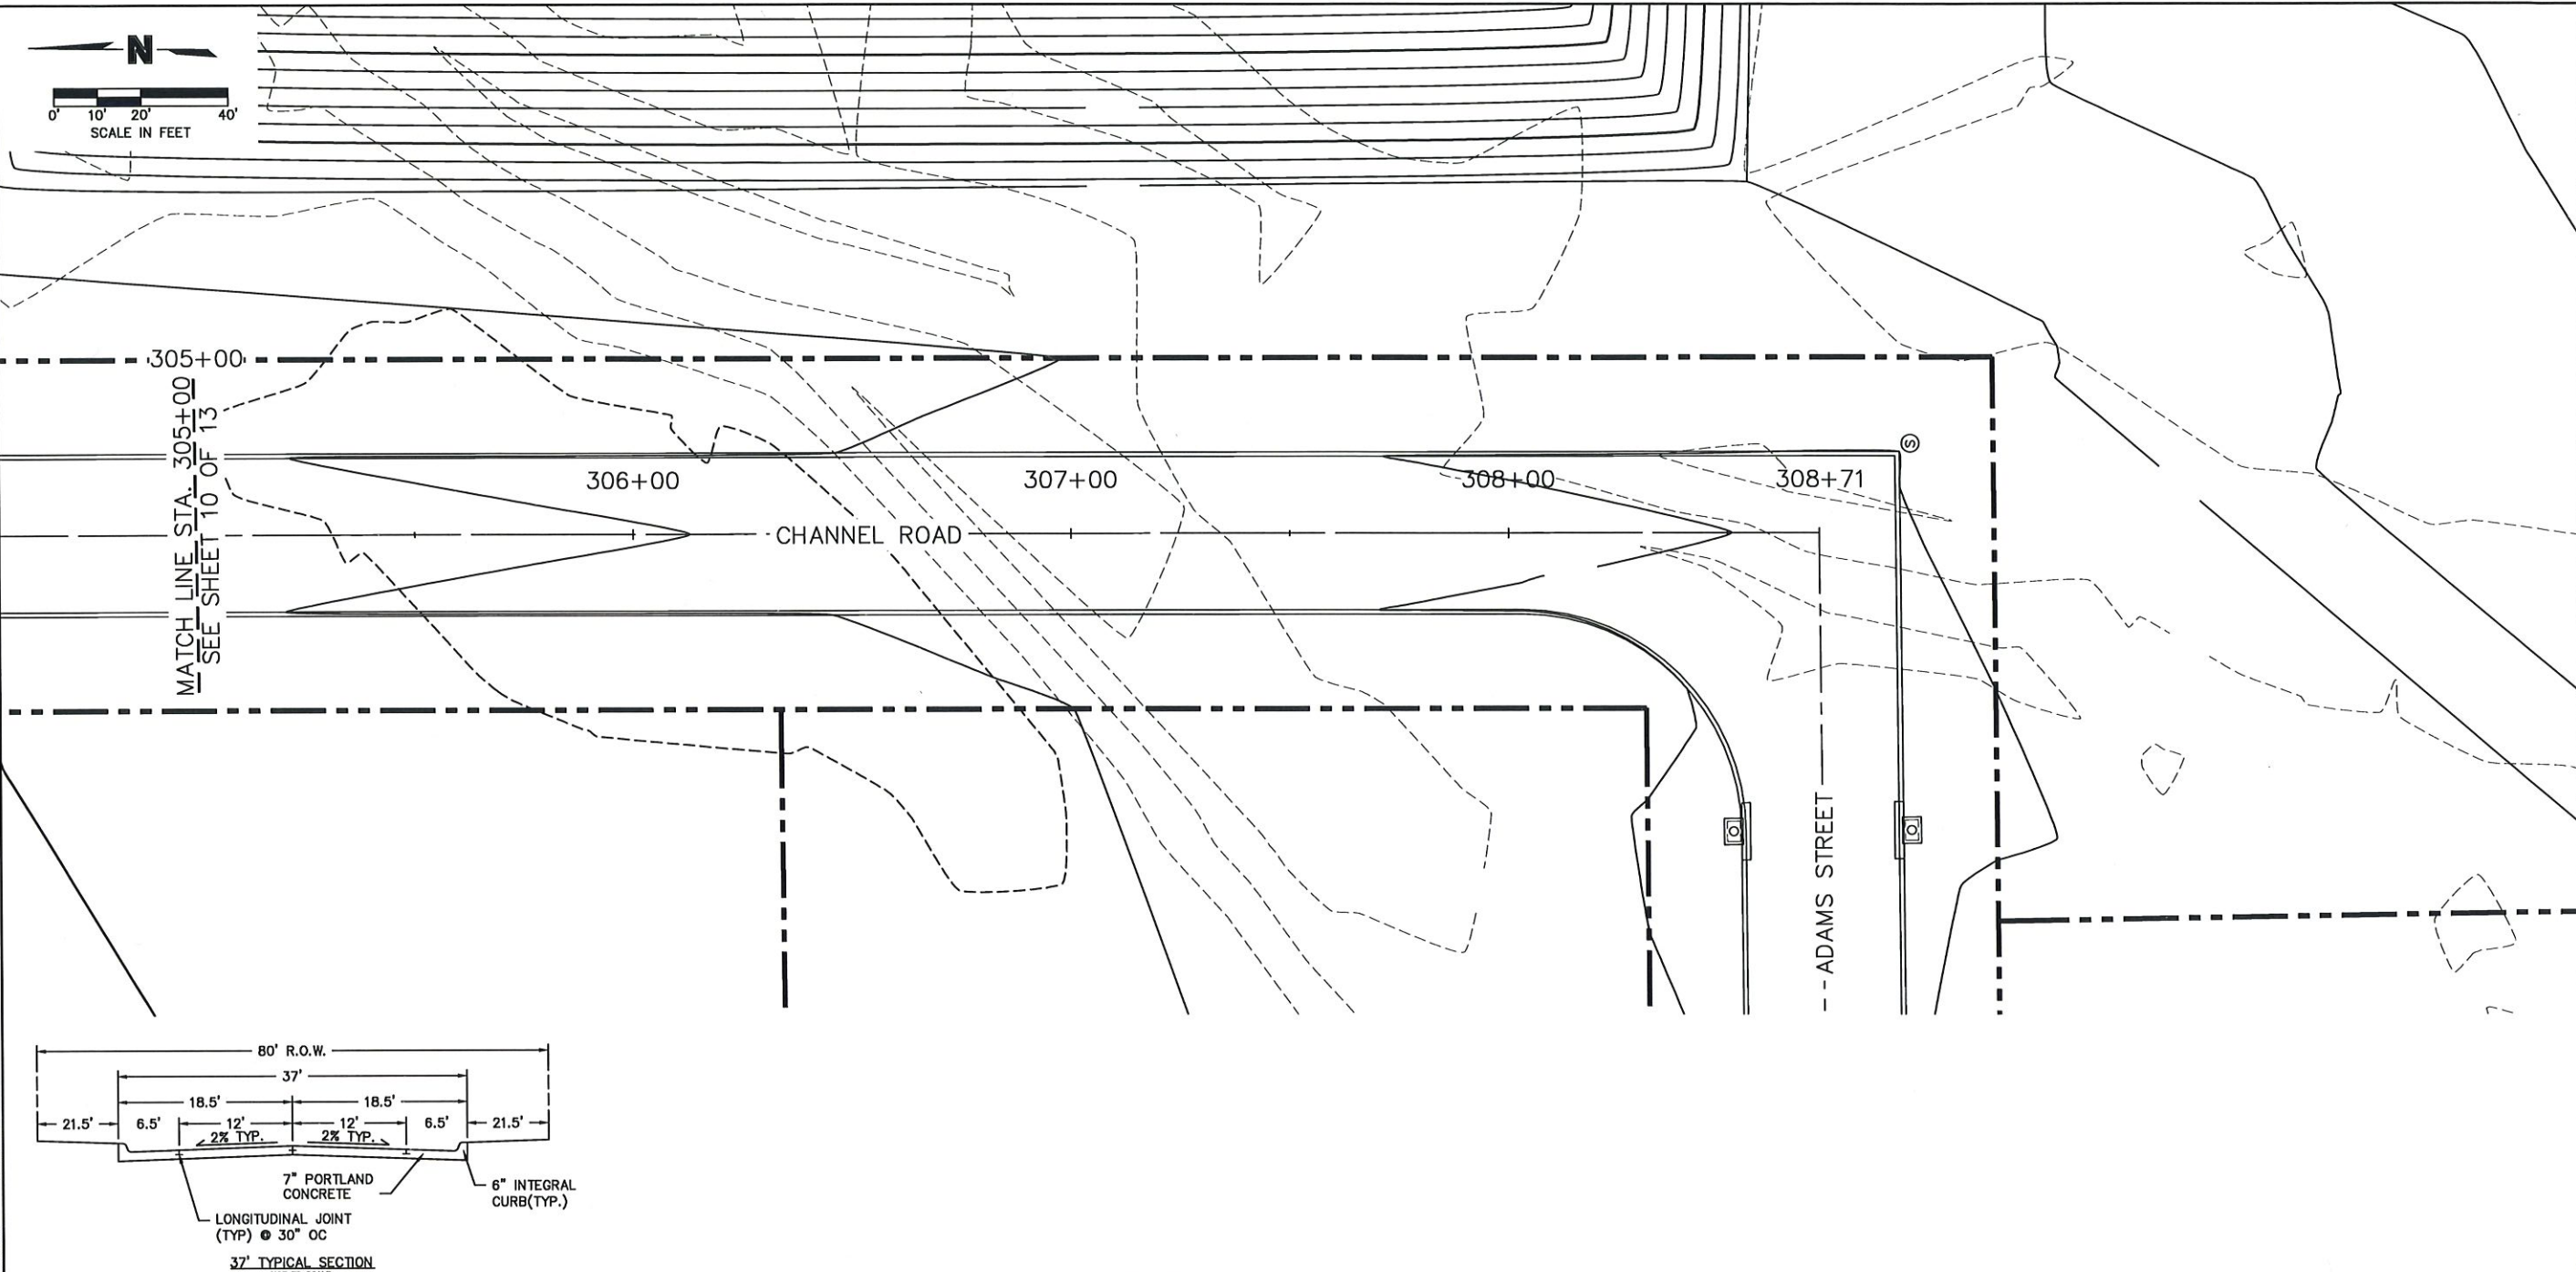 N
0' 10' 20' 40'
SCALE IN FEET
305+00
MATCH LINE STA. 305+00
SEE SHEET 10 OF 13
306+00
307+00
308+00
308+71
S
CHANNEL ROAD
ADAMS STREET
80' R.O.W.
37'
18.5' 18.5'
21.5' 6.5' 12' 12' 6.5' 21.5'
2% TYP. 2% TYP.
7" PORTLAND
CONCRETE
6" INTEGRAL
CURB(TYP.)
LONGITUDINAL JOINT
(TYP) @ 30" OC
37' TYPICAL SECTION